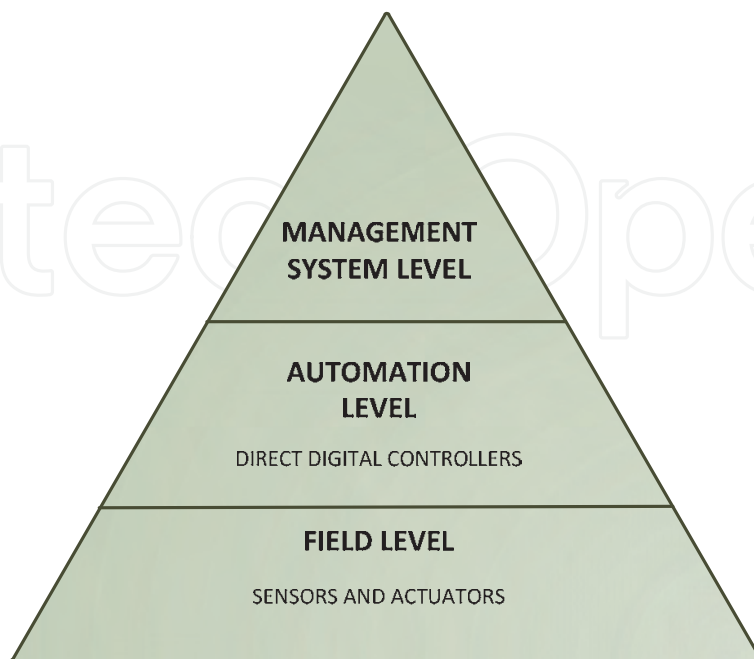 MANAGEMENT
SYSTEM LEVEL
AUTOMATION
LEVEL
DIRECT DIGITAL CONTROLLERS
FIELD LEVEL
SENSORS AND ACTUATORS